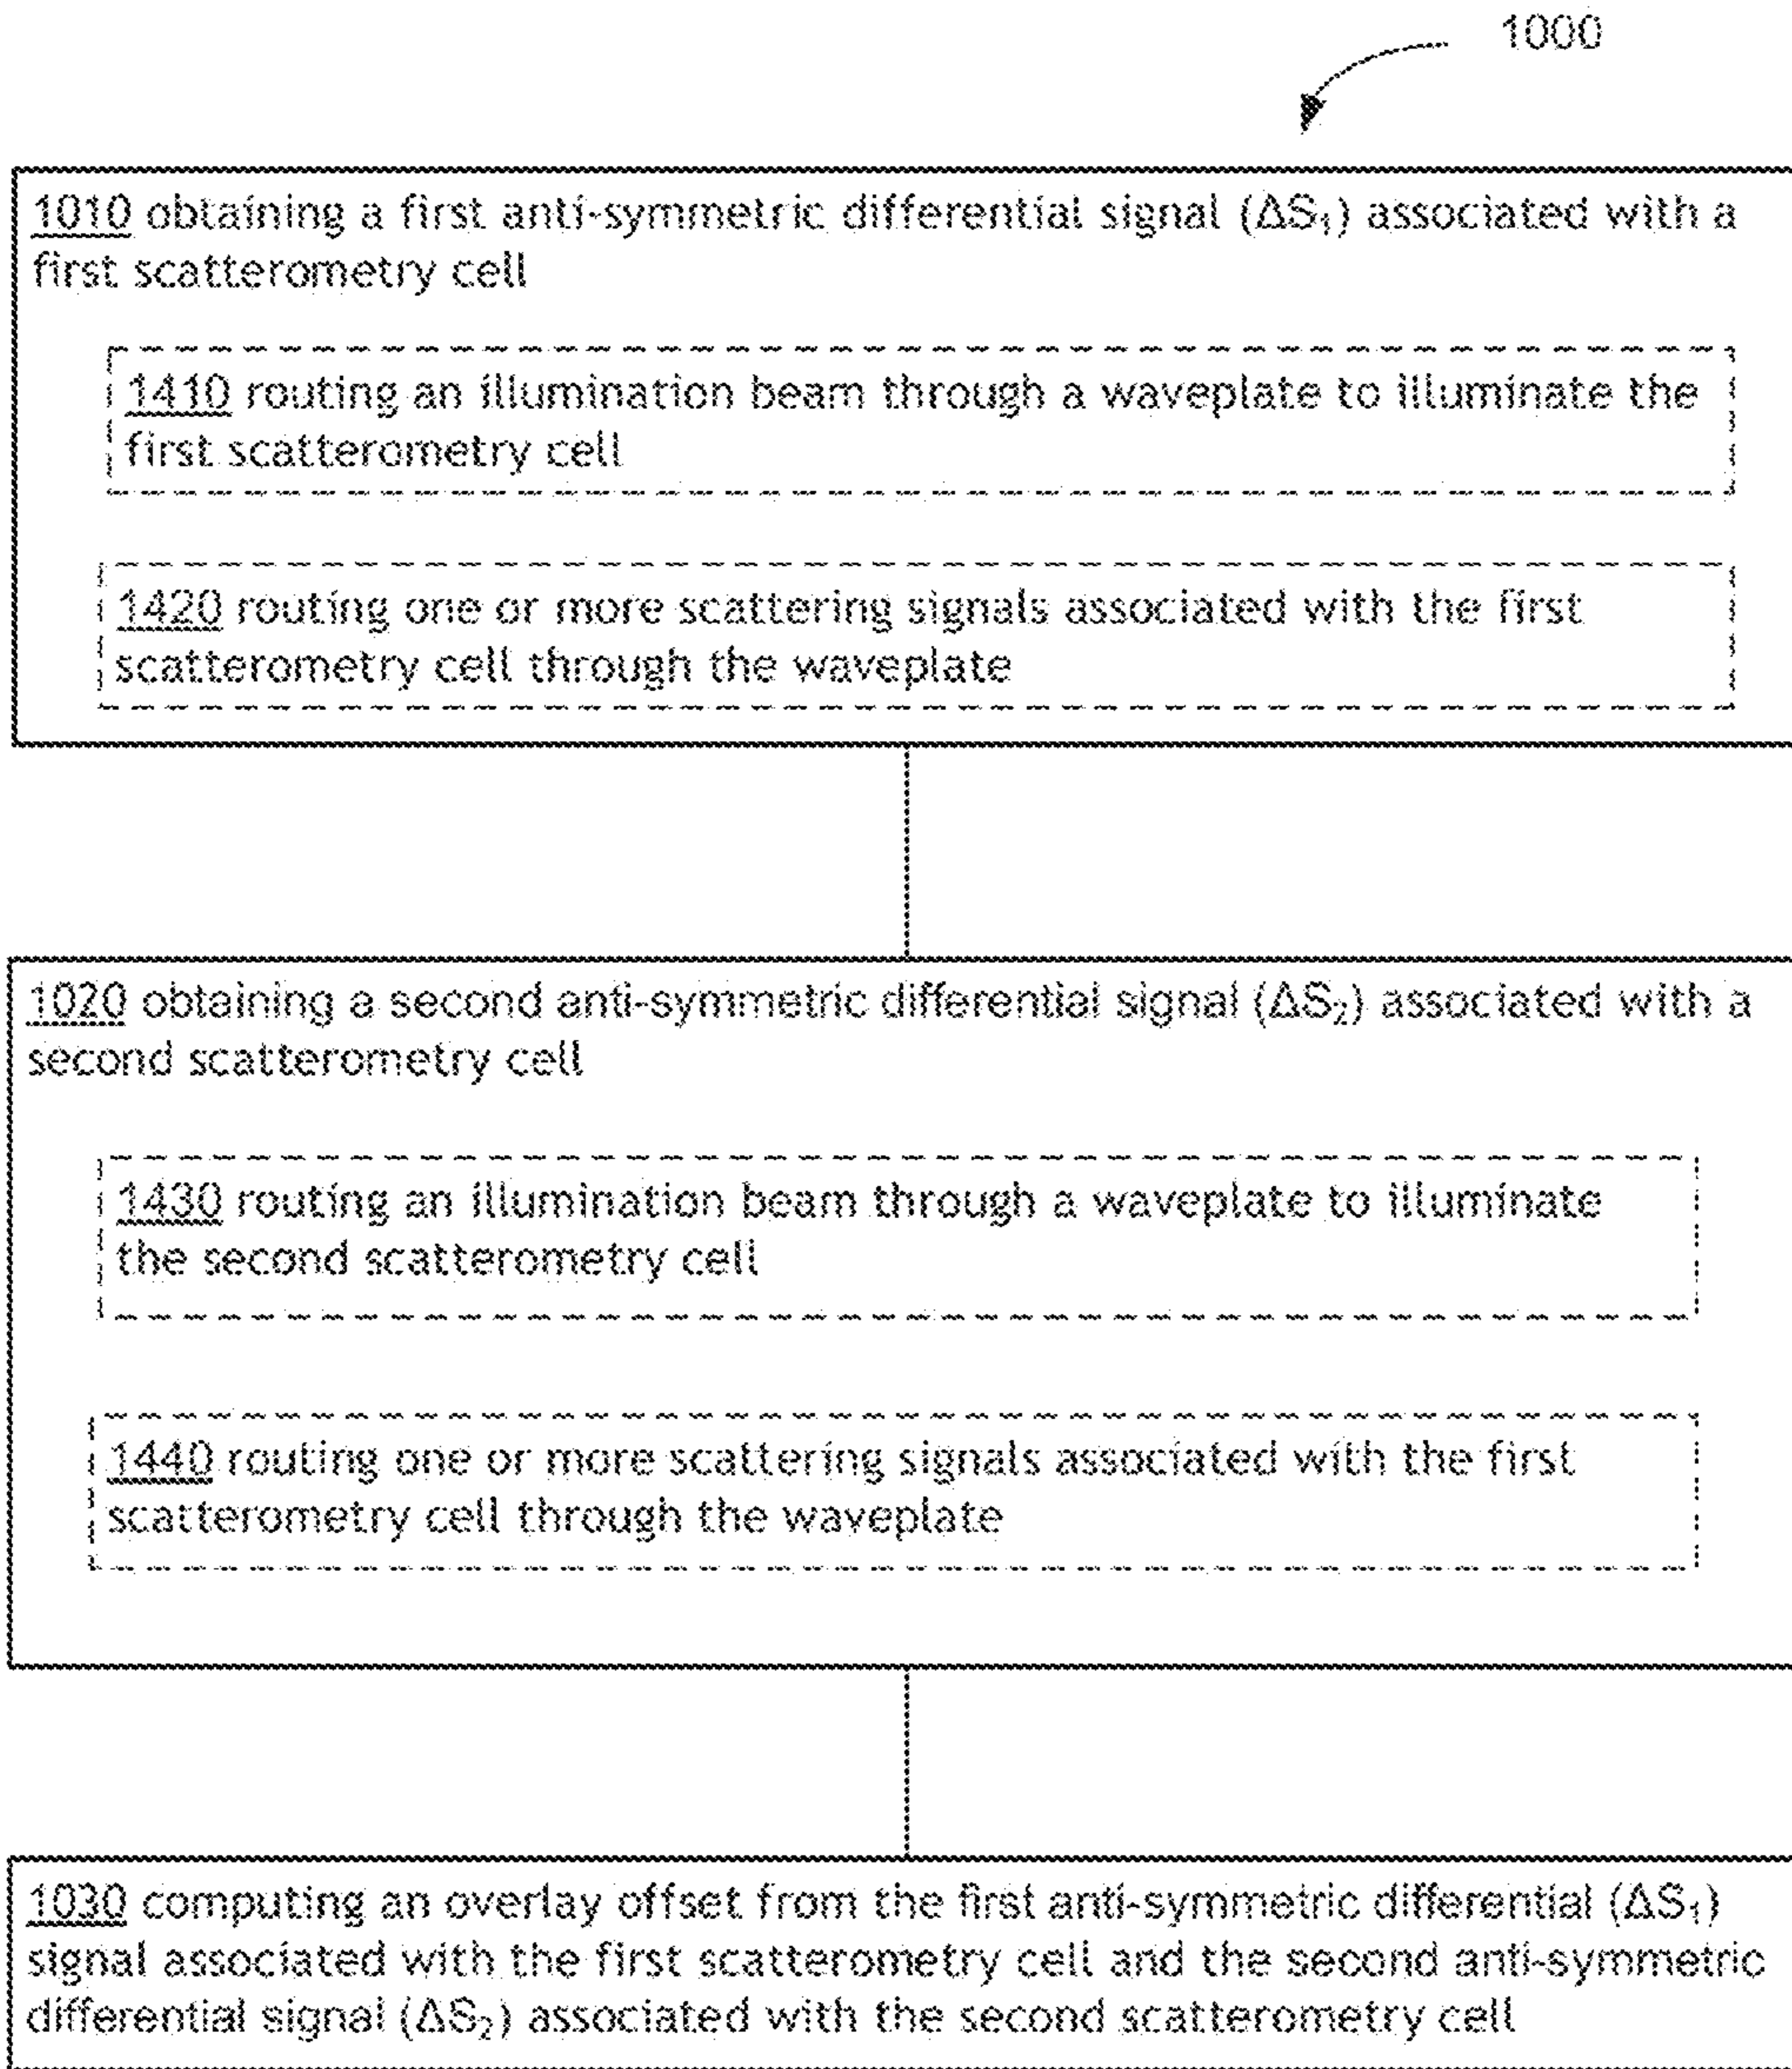 1000
1010 obtaining a first anti-symmetric differential signal (ΔS₁) associated with a
first scatterometry cell
1410 routing an illumination beam through a waveplate to illuminate the
first scatterometry cell
1420 routing one or more scattering signals associated with the first
scatterometry cell through the waveplate
1020 obtaining a second anti-symmetric differential signal (ΔS₂) associated with a
second scatterometry cell
1430 routing an illumination beam through a waveplate to illuminate
the second scatterometry cell
1440 routing one or more scattering signals associated with the first
scatterometry cell through the waveplate
1030 computing an overlay offset from the first anti-symmetric differential (ΔS₁)
signal associated with the first scatterometry cell and the second anti-symmetric
differential signal (ΔS₂) associated with the second scatterometry cell